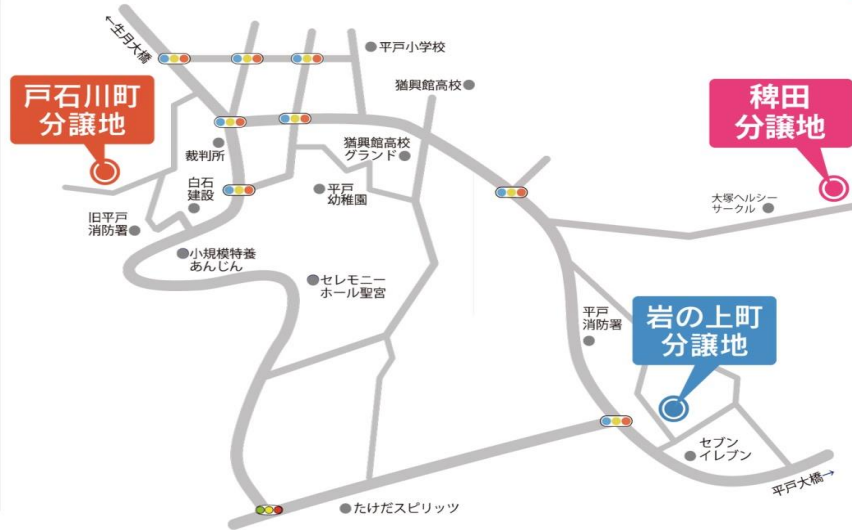 ←生月大橋
平戸小学校
猶興館高校
戸石川町
分譲地
稗田
分譲地
裁判所
猶興館高校
グランド
白石
建設
平戸
幼稚園
大塚ヘルシー
サークル
旧平戸
消防署
小規模特養
あんじん
セレモニー
ホール聖宮
平戸
消防署
岩の上町
分譲地
セブン
イレブン
平戸大橋→
たけだスピリッツ